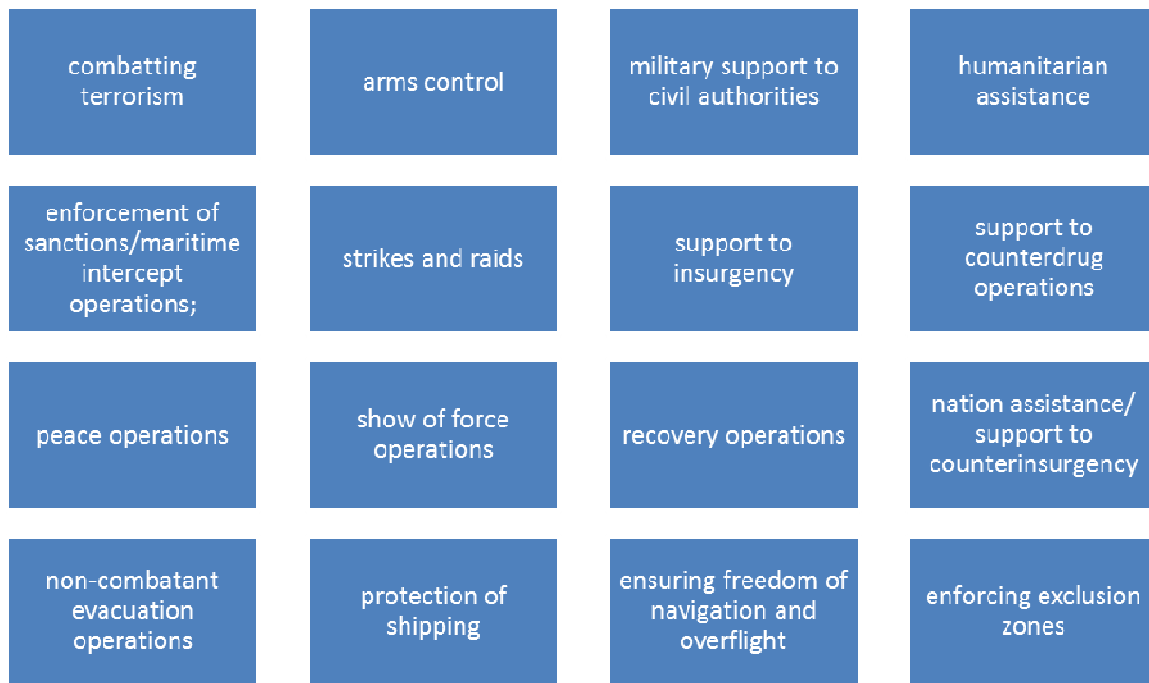 combatting
terrorism
arms control
military support to
civil authorities
humanitarian
assistance
enforcement of
sanctions/maritime
intercept
operations;
strikes and raids
support to
insurgency
support to
counterdrug
operations
peace operations
show of force
operations
recovery operations
nation assistance/
support to
counterinsurgency
non-combatant
evacuation
operations
protection of
shipping
ensuring freedom of
navigation and
overflight
enforcing exclusion
zones